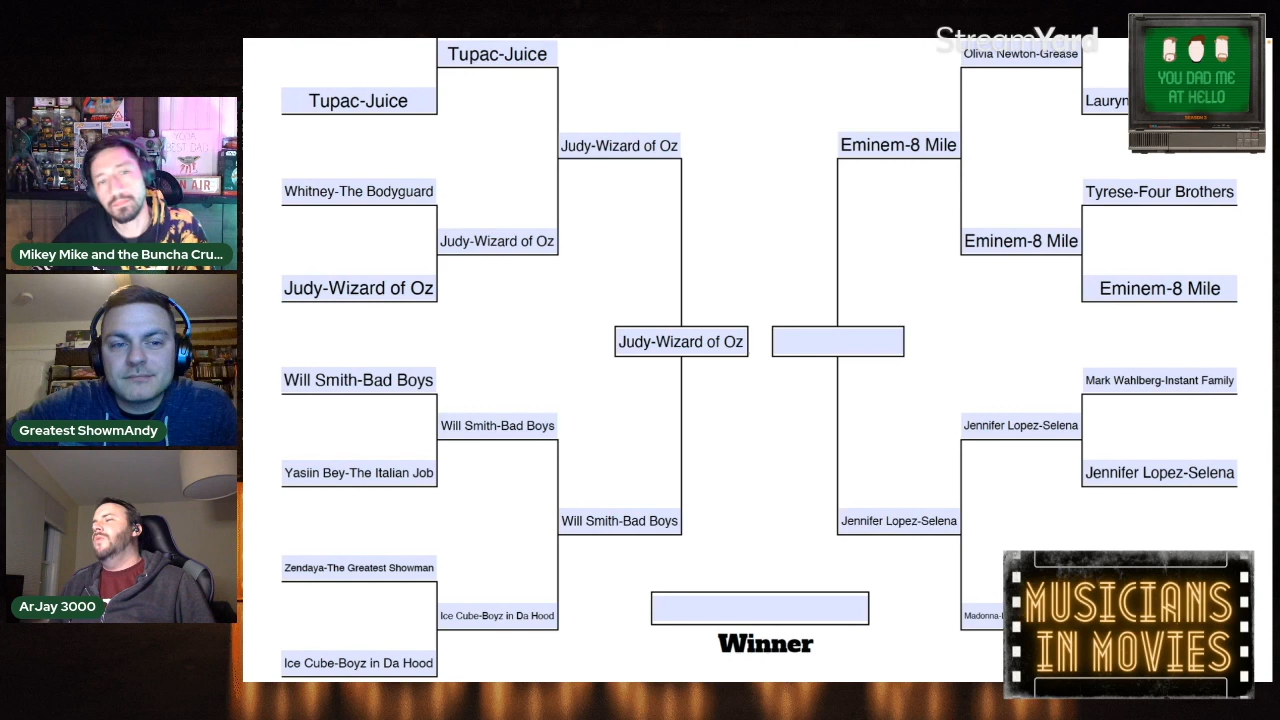 StreamYard
YOU DAD ME
AT HELLO
Tupac-Juice
Olivia Newton-Grease
Tupac-Juice
Lauryn
Judy-Wizard of Oz
Eminem-8 Mile
Whitney-The Bodyguard
Tyrese-Four Brothers
Judy-Wizard of Oz
Eminem-8 Mile
Judy-Wizard of Oz
Eminem-8 Mile
Judy-Wizard of Oz
Will Smith-Bad Boys
Mark Wahlberg-Instant Family
Will Smith-Bad Boys
Jennifer Lopez-Selena
Yasiin Bey-The Italian Job
Jennifer Lopez-Selena
Will Smith-Bad Boys
Jennifer Lopez-Selena
Zendaya-The Greatest Showman
Ice Cube-Boyz in Da Hood
Ice Cube-Boyz in Da Hood
Winner
MUSICIANS
IN MOVIES
ON AIR
BEST DAD
Mikey Mike and the Buncha Cru...
Greatest ShowmAndy
ArJay 3000